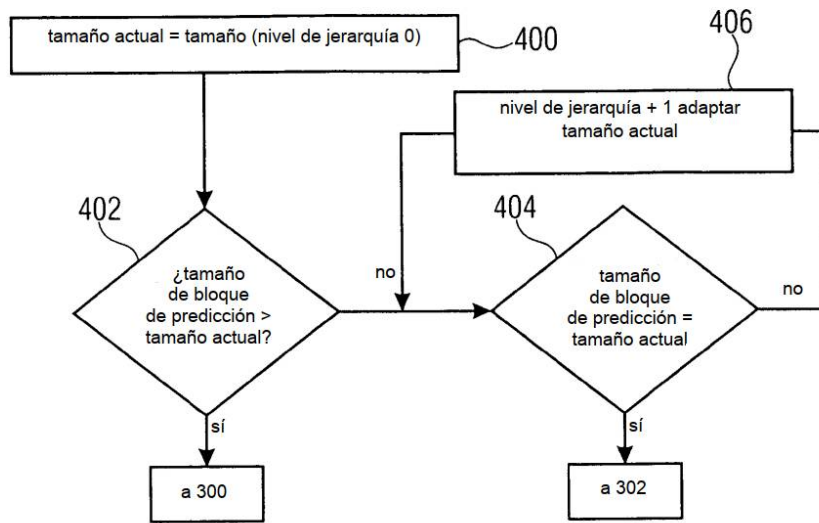 tamaño actual = tamaño (nivel de jerarquía 0)
400
406
nivel de jerarquía + 1 adaptar
tamaño actual
402
¿tamaño
de bloque
de predicción >
tamaño actual?
no
404
tamaño
de bloque
de predicción =
tamaño actual
no
sí
a 300
sí
a 302